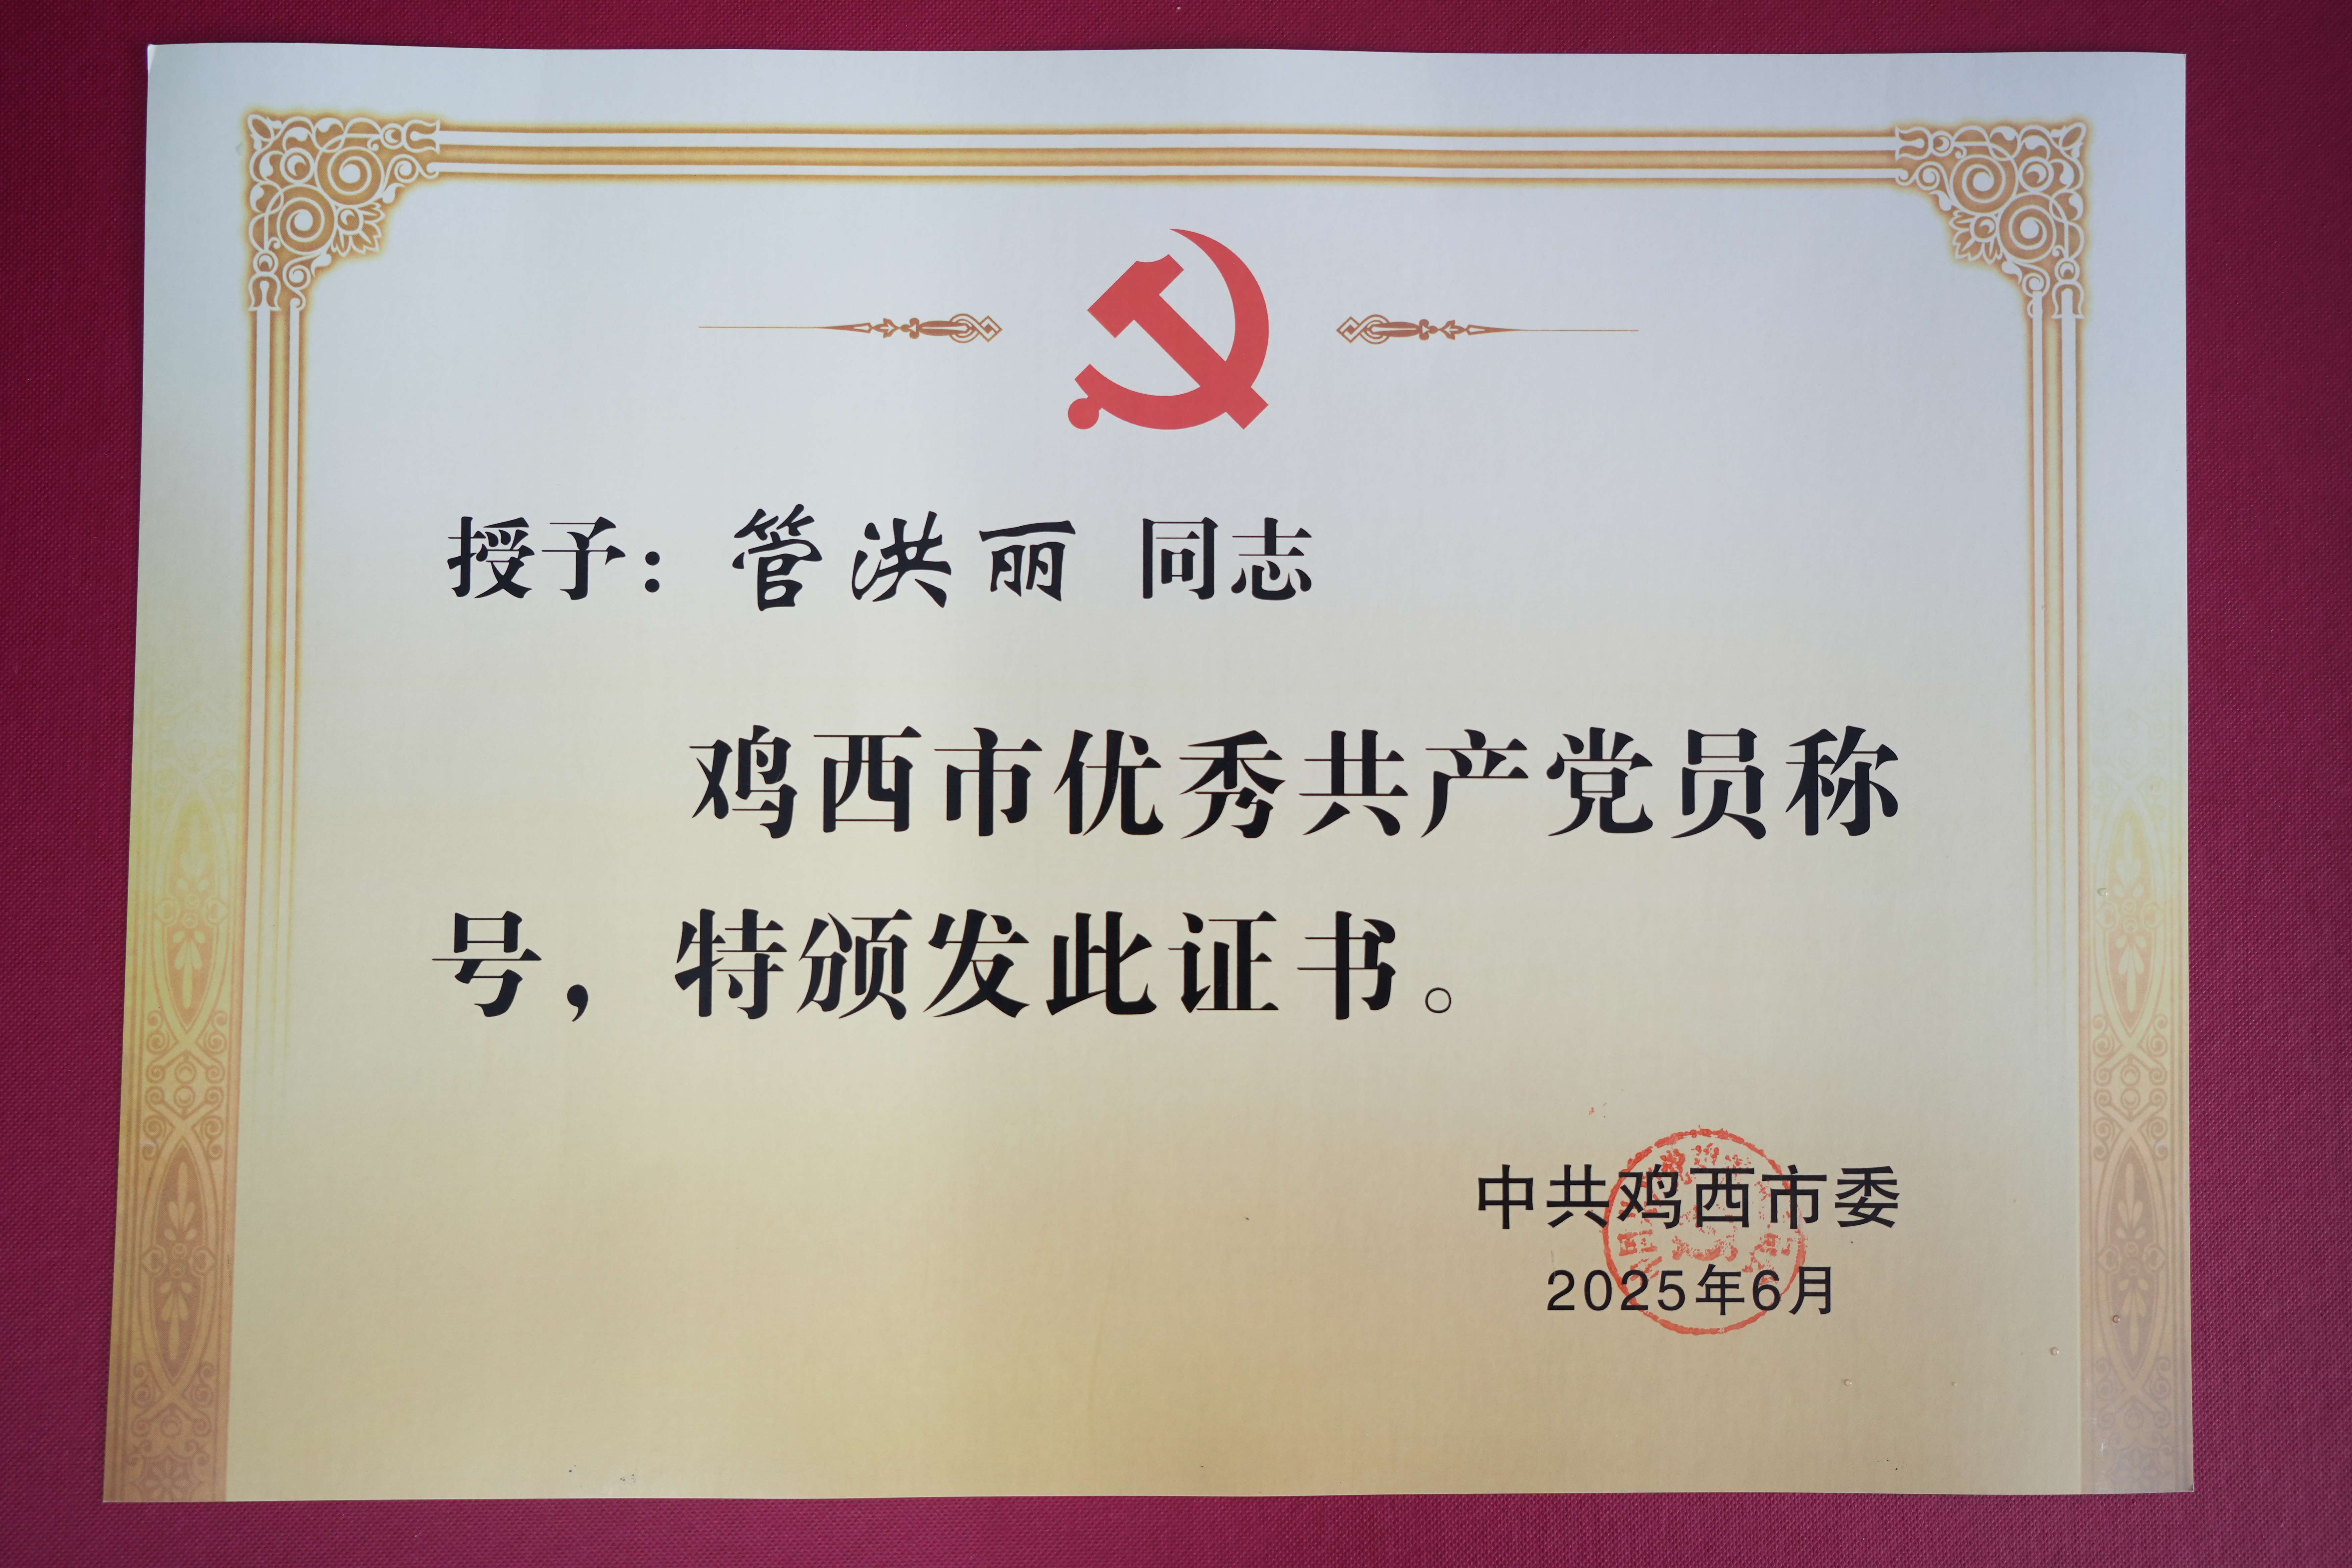 授予：管洪丽 同志
鸡西市优秀共产党员称
号，特颁发此证书。
中共鸡西市委
2025年6月